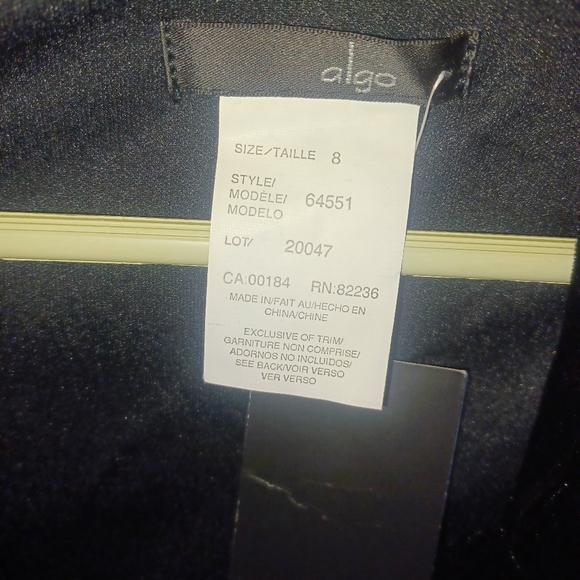 algo
SIZE/TAILLE 8
STYLE/
MODÈLE/ 64551
MODELO
LOT/ 20047
CA:00184 RN:82236
MADE IN/FAIT AU/HECHO EN
CHINA/CHINE
EXCLUSIVE OF TRIM/
GARNITURE NON COMPRISE/
ADORNOS NO INCLUIDOS/
SEE BACK/VOIR VERSO
VER VERSO